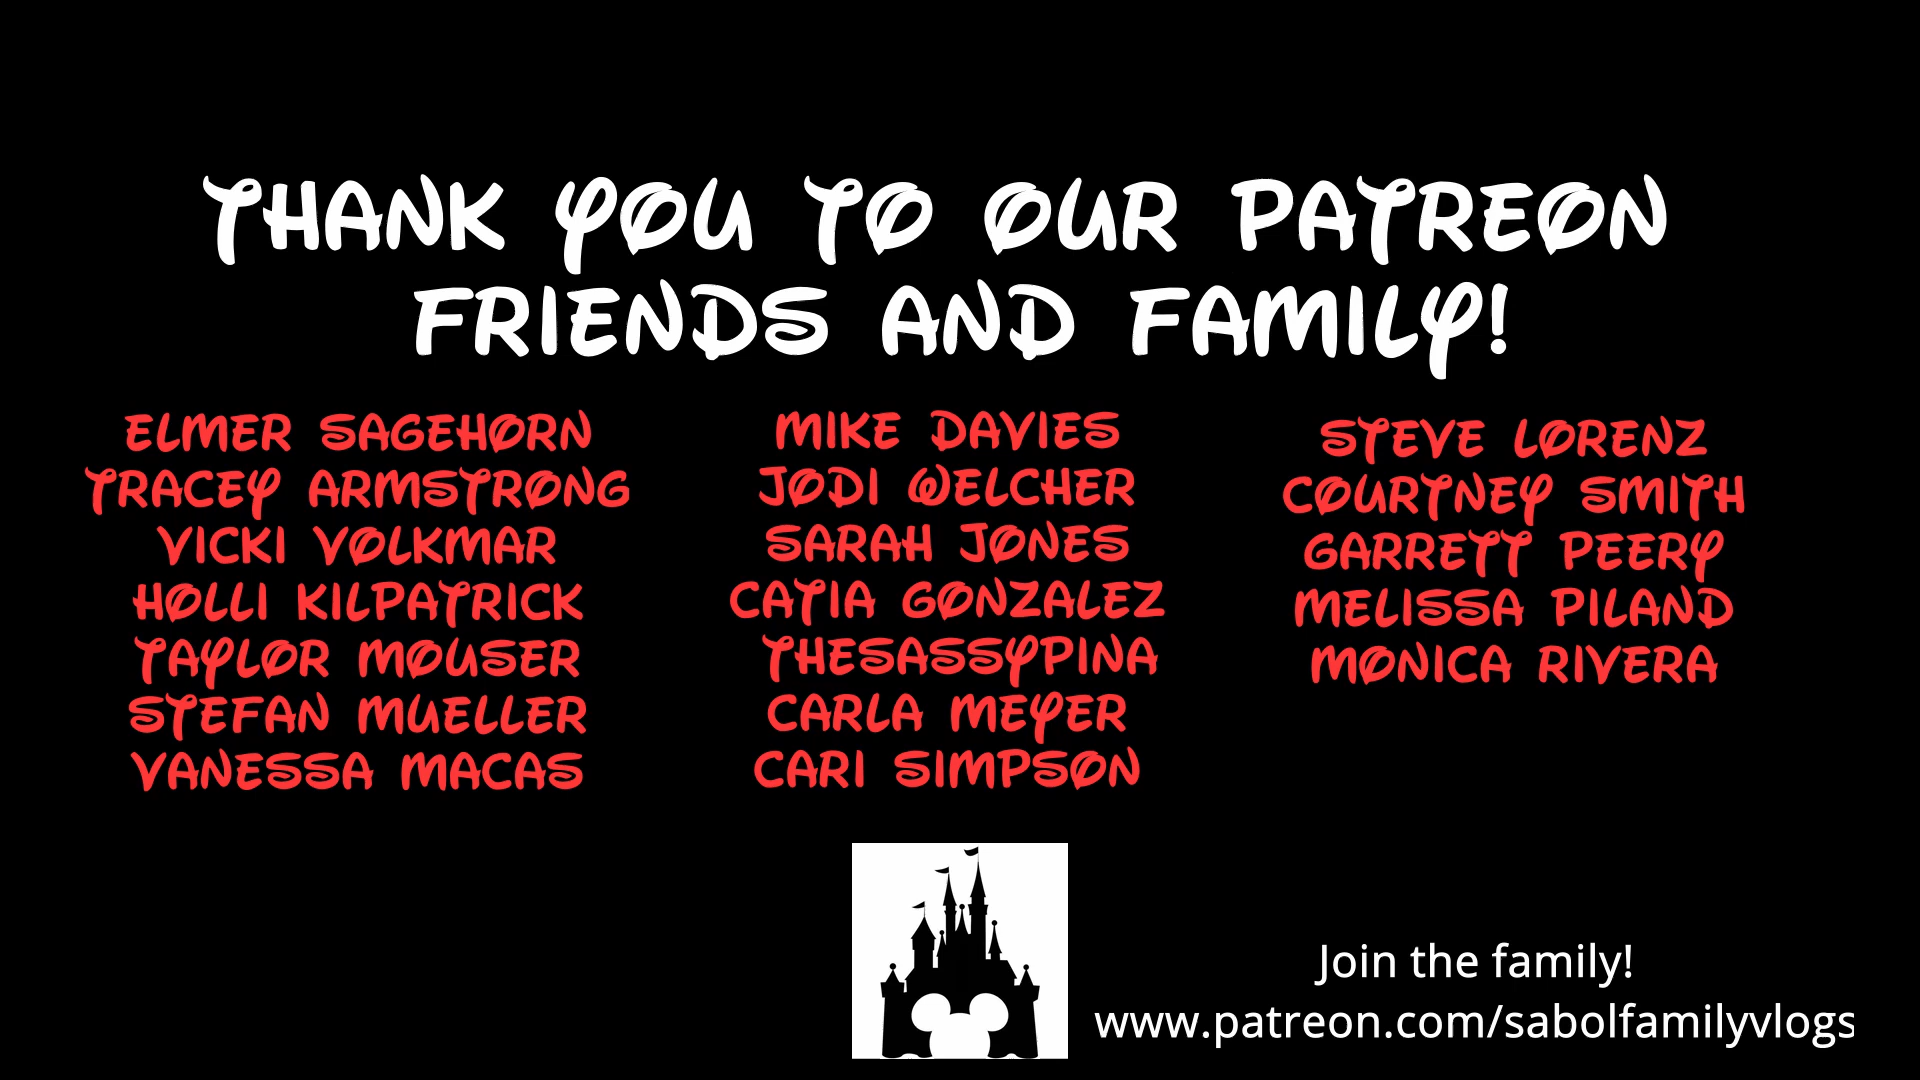 THANK YOU TO OUR PATREON
FRIENDS AND FAMILY!
ELMER SAGEHORN
TRACEY ARMSTRONG
VICKI VOLKMAR
HOLLI KILPATRICK
TAYLOR MOUSER
STEFAN MUELLER
VANESSA MACAS
MIKE DAVIES
JODI WELCHER
SARAH JONES
CATIA GONZALEZ
THESASSYPINA
CARLA MEYER
CARI SIMPSON
STEVE LORENZ
COURTNEY SMITH
GARRETT PEERY
MELISSA PILAND
MONICA RIVERA
Join the family!
www.patreon.com/sabolfamilyvlogs